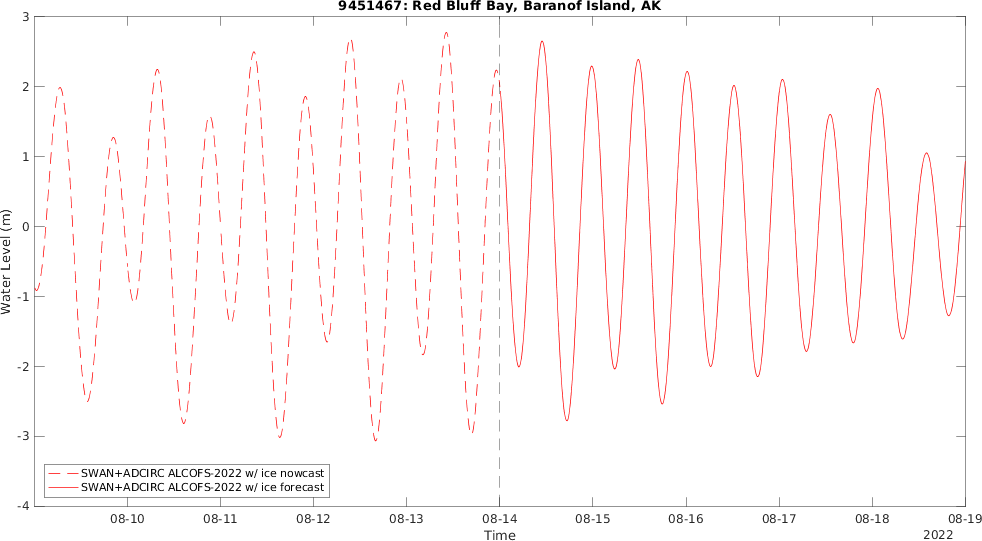 9451467: Red Bluff Bay, Baranof Island, AK
3
2
1
0
-1
-2
-3
-4
Water Level (m)
SWAN+ADCIRC ALCOFS-2022 w/ ice nowcast
SWAN+ADCIRC ALCOFS-2022 w/ ice forecast
08-10 08-11 08-12 08-13 08-14 08-15 08-16 08-17 08-18 08-19
Time
2022